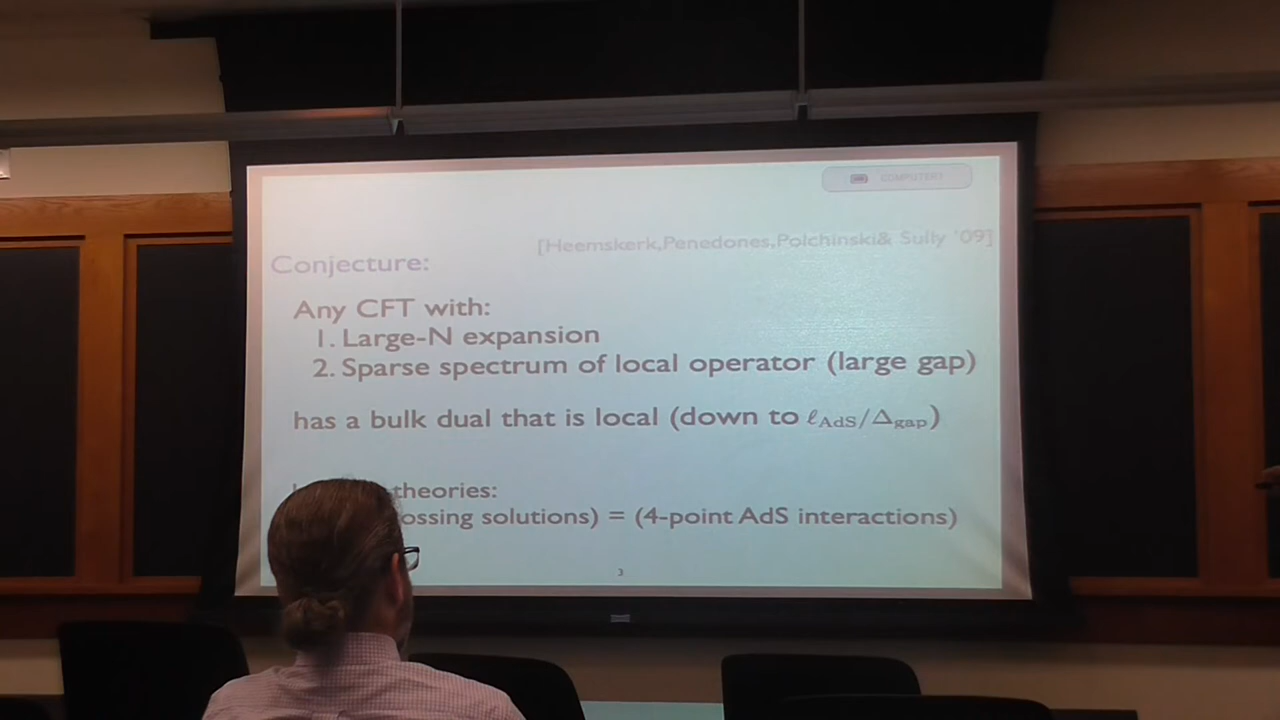 COMPUTER1
[Heemskerk,Penedones,Polchinski& Sully '09]
Conjecture:
Any CFT with:
1. Large-N expansion
2. Sparse spectrum of local operator (large gap)
has a bulk dual that is local (down to ℓAdS/Δgap)
theories:
ossing solutions) = (4-point AdS interactions)
3